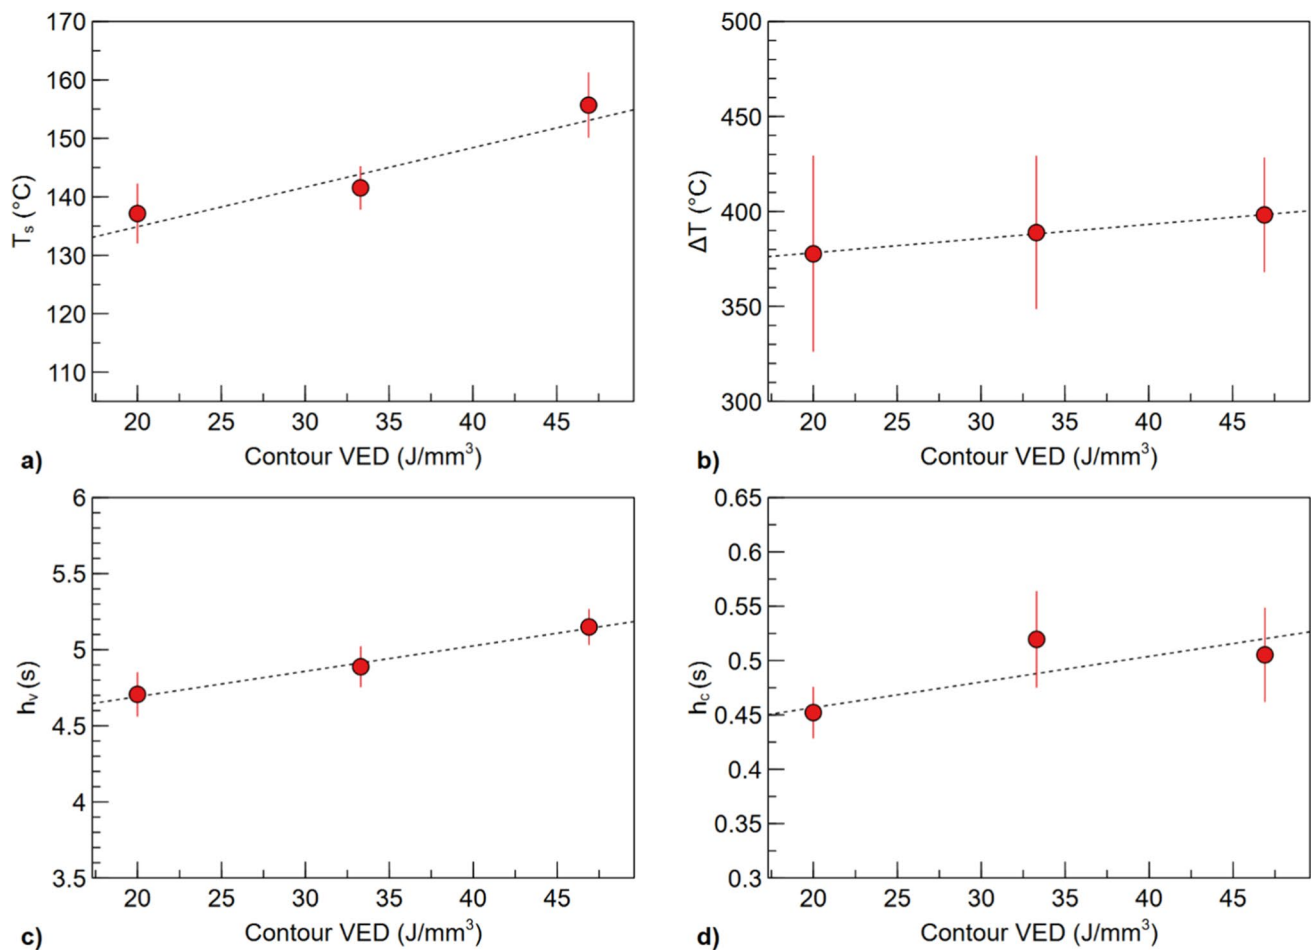 170
160
150
140
130
120
110
T_s (°C)
20 25 30 35 40 45
Contour VED (J/mm³)
a)
500
450
400
350
300
ΔT (°C)
20 25 30 35 40 45
Contour VED (J/mm³)
b)
6
5.5
5
4.5
4
3.5
h_v (s)
20 25 30 35 40 45
Contour VED (J/mm³)
c)
0.65
0.6
0.55
0.5
0.45
0.4
0.35
0.3
h_c (s)
20 25 30 35 40 45
Contour VED (J/mm³)
d)